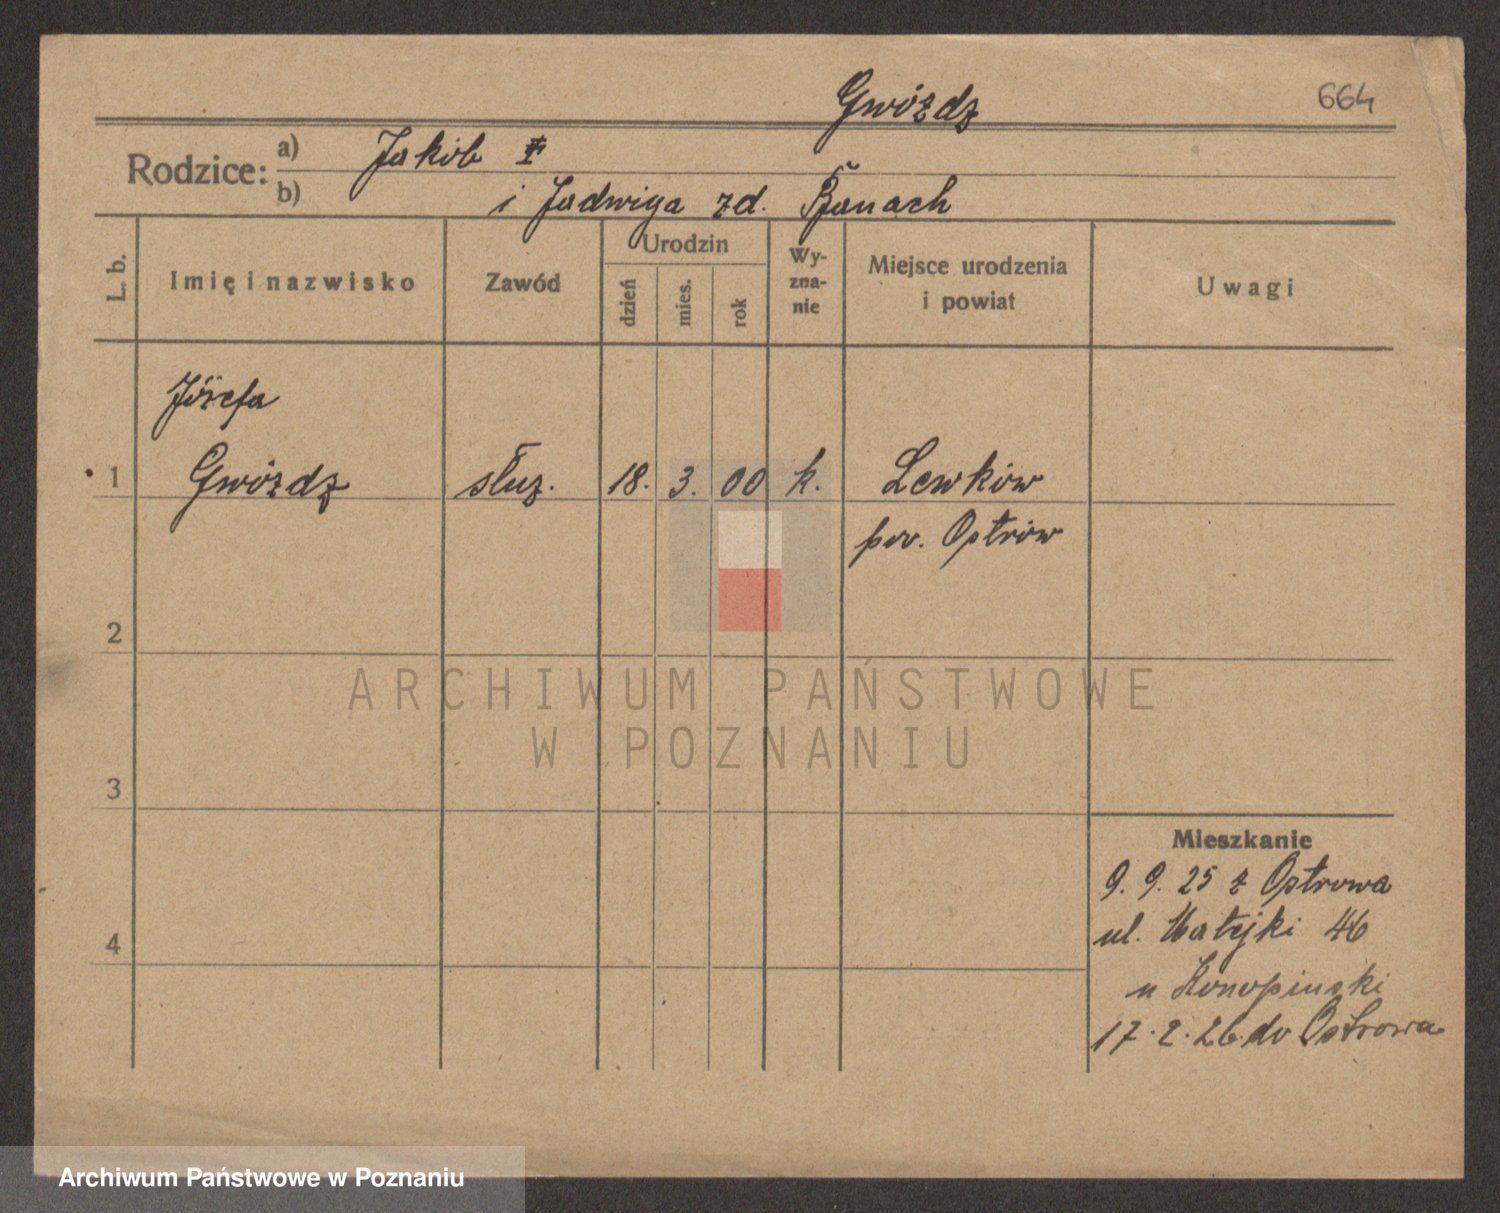 Gwóźdź
664
Rodzice:
a) Jakób
b) i Jadwiga zd. Banach
L. b.
Imię i nazwisko
Zawód
Urodzin
dzień
mies.
rok
Wy-
zna-
nie
Miejsce urodzenia
i powiat
Uwagi
Józefa
1 Gwóźdź służ. 18. 3. 00 k. Lewków
pow. Ostrów
2
3
4
Mieszkanie
9. 9. 25 z Ostrowa
ul. Matejki 46
u Konopinski
17. 2. 26. do Ostrowa
ARCHIWUM PAŃSTWOWE
W POZNANIU
Archiwum Państwowe w Poznaniu